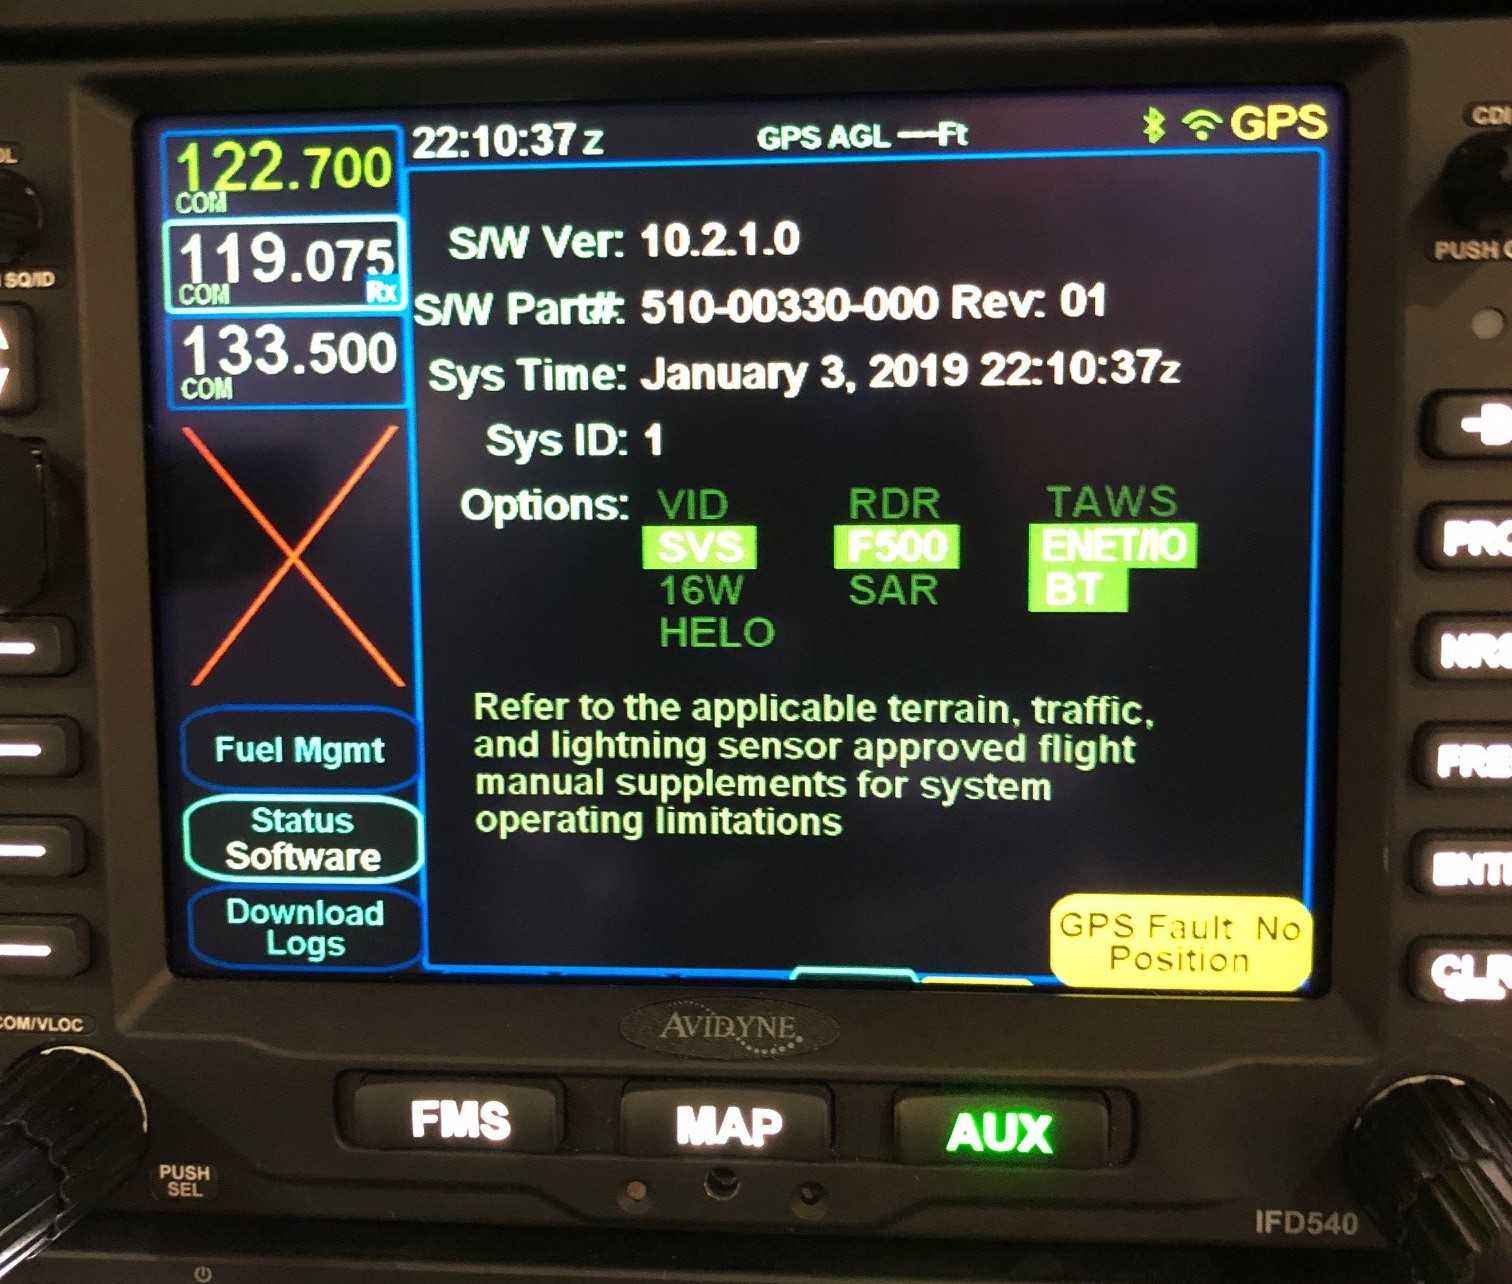 122.700
COM
22:10:37 z
GPS AGL —Ft
GPS
119.075
COM
Rx
133.500
COM
S/W Ver: 10.2.1.0
S/W Part#: 510-00330-000 Rev: 01
Sys Time: January 3, 2019 22:10:37z
Sys ID: 1
Options: VID RDR TAWS
SVS F500 ENET/IO
16W SAR BT
HELO
Refer to the applicable terrain, traffic,
and lightning sensor approved flight
manual supplements for system
operating limitations
Fuel Mgmt
Status
Software
Download
Logs
GPS Fault No
Position
SQ/ID
CDI
PUSH
COM/VLOC
AVIDYNE
FMS
MAP
AUX
PUSH
SEL
IFD540
CLR